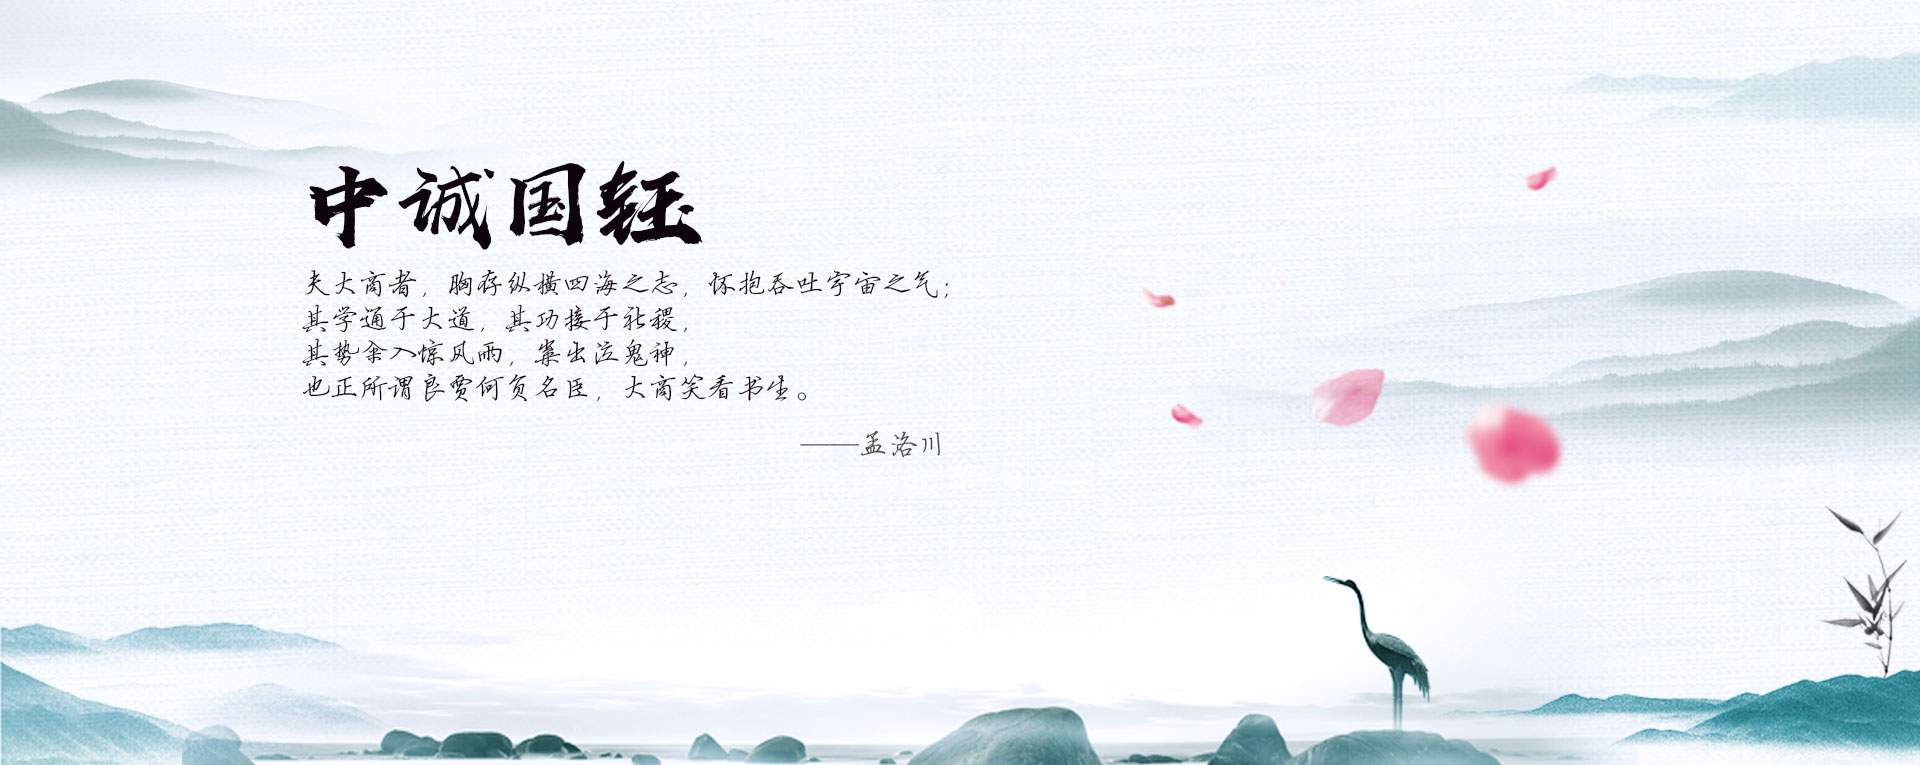 中诚国钰
夫大商者，胸存纵横四海之志，怀抱吞吐宇宙之气；
其学通于大道，其功接于社稷，
其势余入惊风雨，案出泣鬼神，
也正所谓良贾何负名臣，大商笑看书生。
——孟洛川